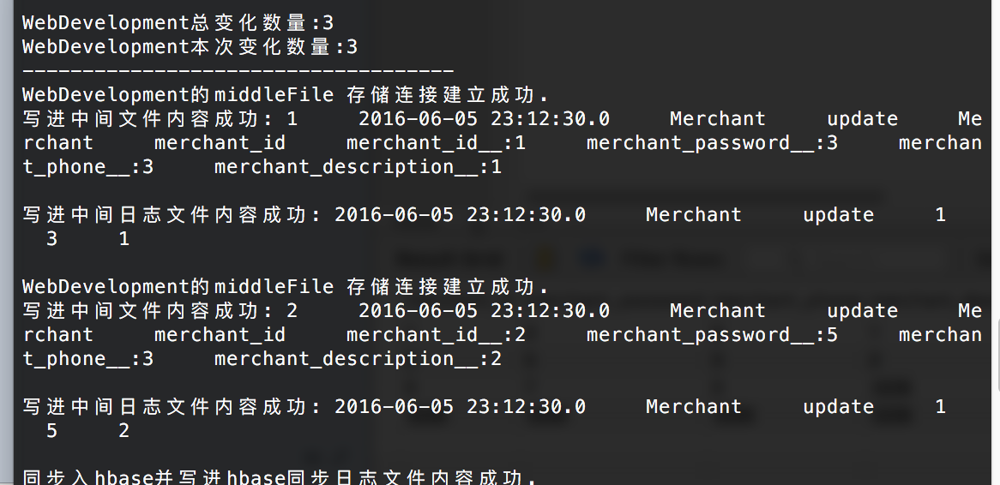 WebDevelopment总变化数量:3
WebDevelopment本次变化数量:3
------------------------------------
WebDevelopment的middleFile 存储连接建立成功.
写进中间文件内容成功: 1     2016-06-05 23:12:30.0     Merchant     update     Me
rchant     merchant_id     merchant_id__:1     merchant_password__:3     merchan
t_phone__:3     merchant_description__:1
写进中间日志文件内容成功: 2016-06-05 23:12:30.0     Merchant     update     1
3     1
WebDevelopment的middleFile 存储连接建立成功.
写进中间文件内容成功: 2     2016-06-05 23:12:30.0     Merchant     update     Me
rchant     merchant_id     merchant_id__:2     merchant_password__:5     merchan
t_phone__:3     merchant_description__:2
写进中间日志文件内容成功: 2016-06-05 23:12:30.0     Merchant     update     1
5     2
同步入hbase并写进hbase同步日志文件内容成功.